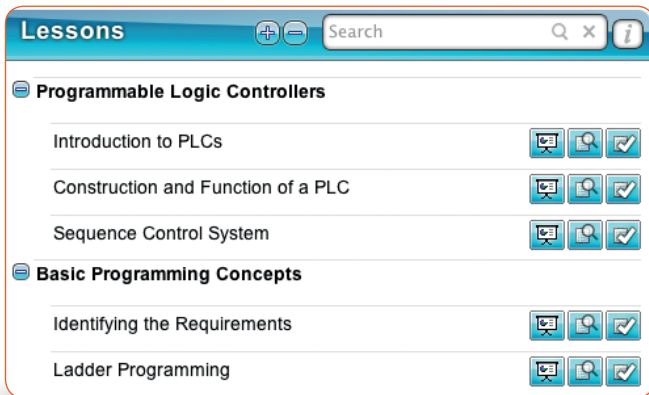 Lessons
Search
i
Programmable Logic Controllers
Introduction to PLCs
Construction and Function of a PLC
Sequence Control System
Basic Programming Concepts
Identifying the Requirements
Ladder Programming